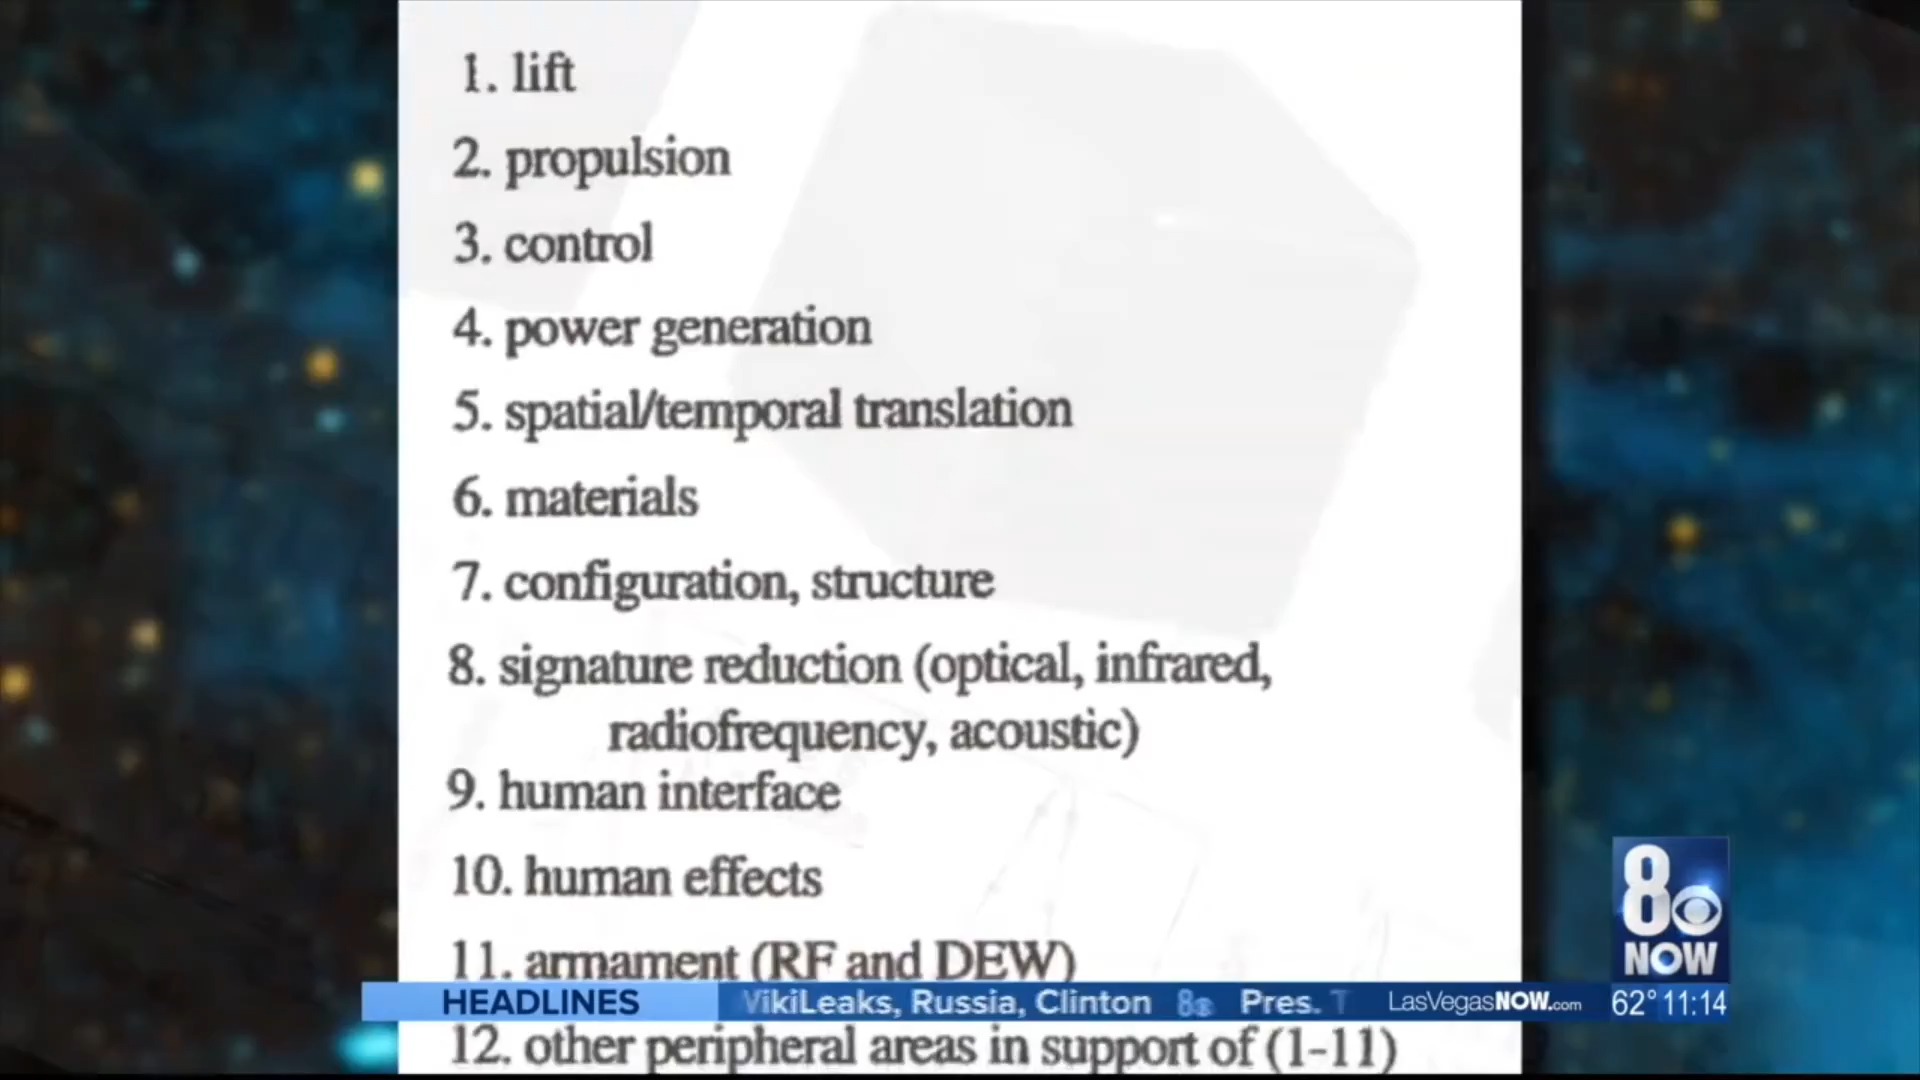 1. lift
2. propulsion
3. control
4. power generation
5. spatial/temporal translation
6. materials
7. configuration, structure
8. signature reduction (optical, infrared,
radiofrequency, acoustic)
9. human interface
10. human effects
11. armament (RF and DEW)
12. other peripheral areas in support of (1-11)
8
NOW
HEADLINES
VikiLeaks, Russia, Clinton 8 Pres. T
LasVegasNOW.com
62° 11:14